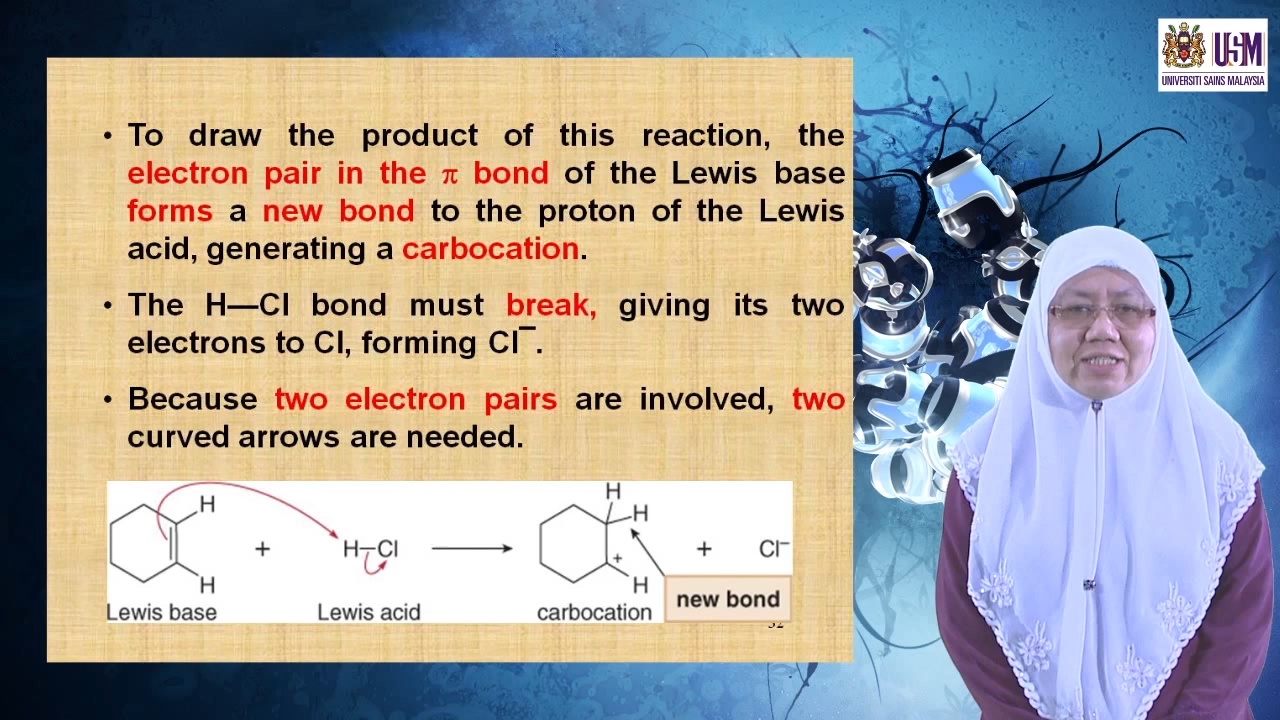 USM
UNIVERSITI SAINS MALAYSIA
• To draw the product of this reaction, the
electron pair in the π bond of the Lewis base
forms a new bond to the proton of the Lewis
acid, generating a carbocation.
• The H—Cl bond must break, giving its two
electrons to Cl, forming Cl‾.
• Because two electron pairs are involved, two
curved arrows are needed.
H
H
+
H–Cl
H
H
+
H
+
Cl–
new bond
Lewis base
Lewis acid
carbocation